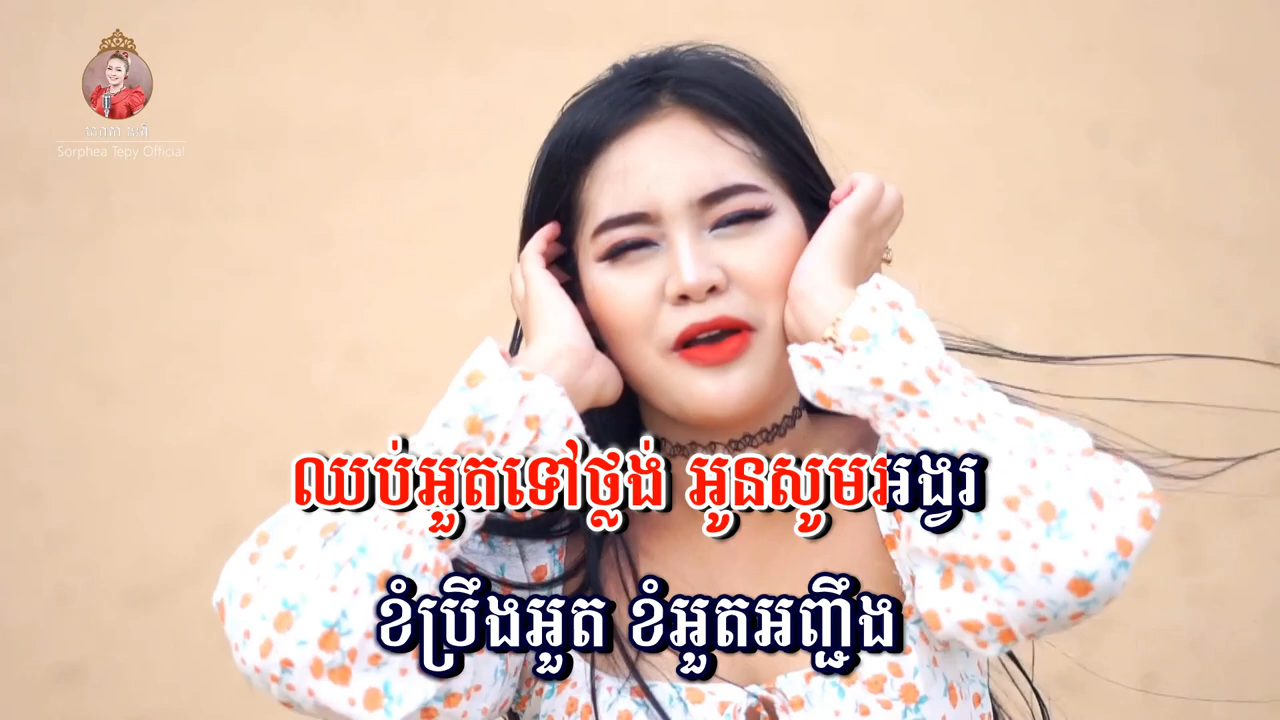 Sorphea Tepy Official
ឈប់អួតទៅថ្លង់ អូនសូមអង្វរ
ខំប្រឹងអួត ខំអួតអញ្ជឹង